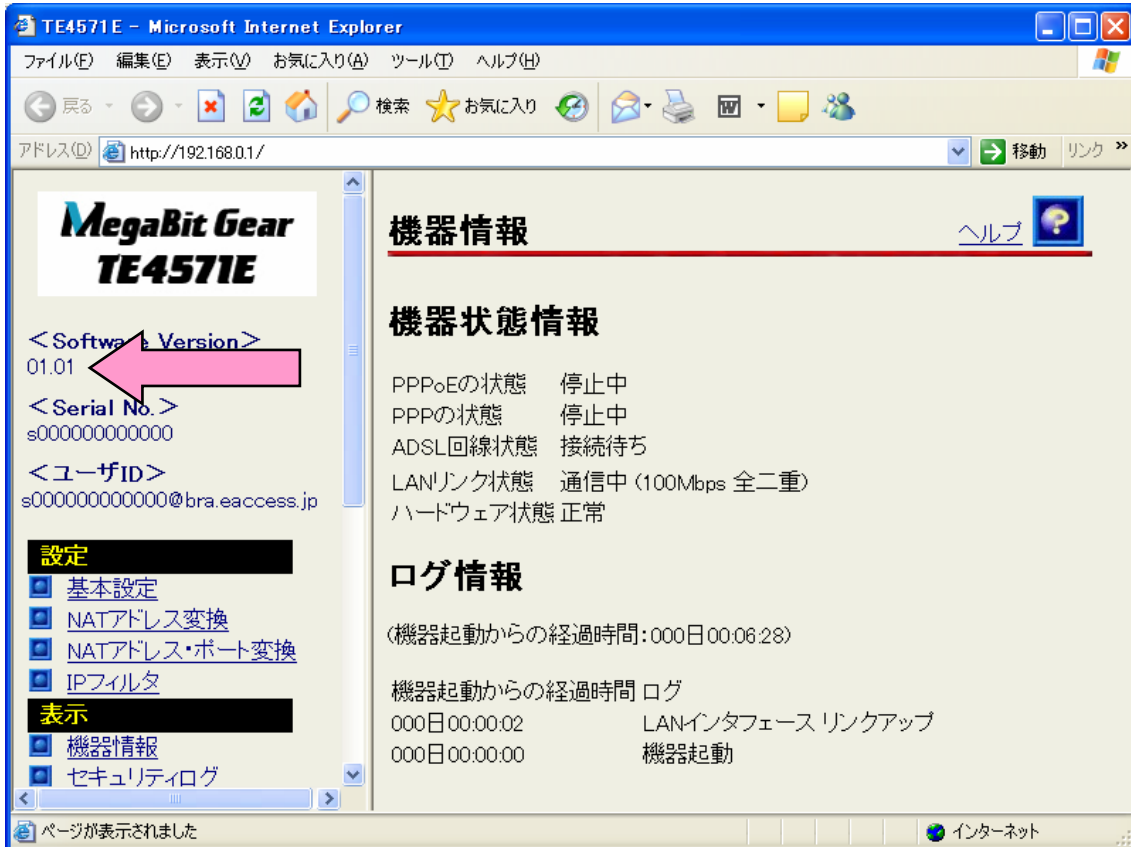 TE4571E - Microsoft Internet Explorer
ファイル(F) 編集(E) 表示(V) お気に入り(A) ツール(T) ヘルプ(H)
戻る 検索 お気に入り
アドレス(D) http://192.168.0.1/ 移動 リンク »
MegaBit Gear
TE4571E
＜Software Version＞
01.01
＜Serial No.＞
s000000000000
＜ユーザID＞
s000000000000@bra.eaccess.jp
設定
基本設定
NATアドレス変換
NATアドレス・ポート変換
IPフィルタ
表示
機器情報
セキュリティログ
機器情報
ヘルプ
機器状態情報
PPPoEの状態 停止中
PPPの状態 停止中
ADSL回線状態 接続待ち
LANリンク状態 通信中 (100Mbps 全二重)
ハードウェア状態 正常
ログ情報
(機器起動からの経過時間:000日00:06:28)
機器起動からの経過時間 ログ
000日00:00:02 LANインタフェース リンクアップ
000日00:00:00 機器起動
ページが表示されました インターネット